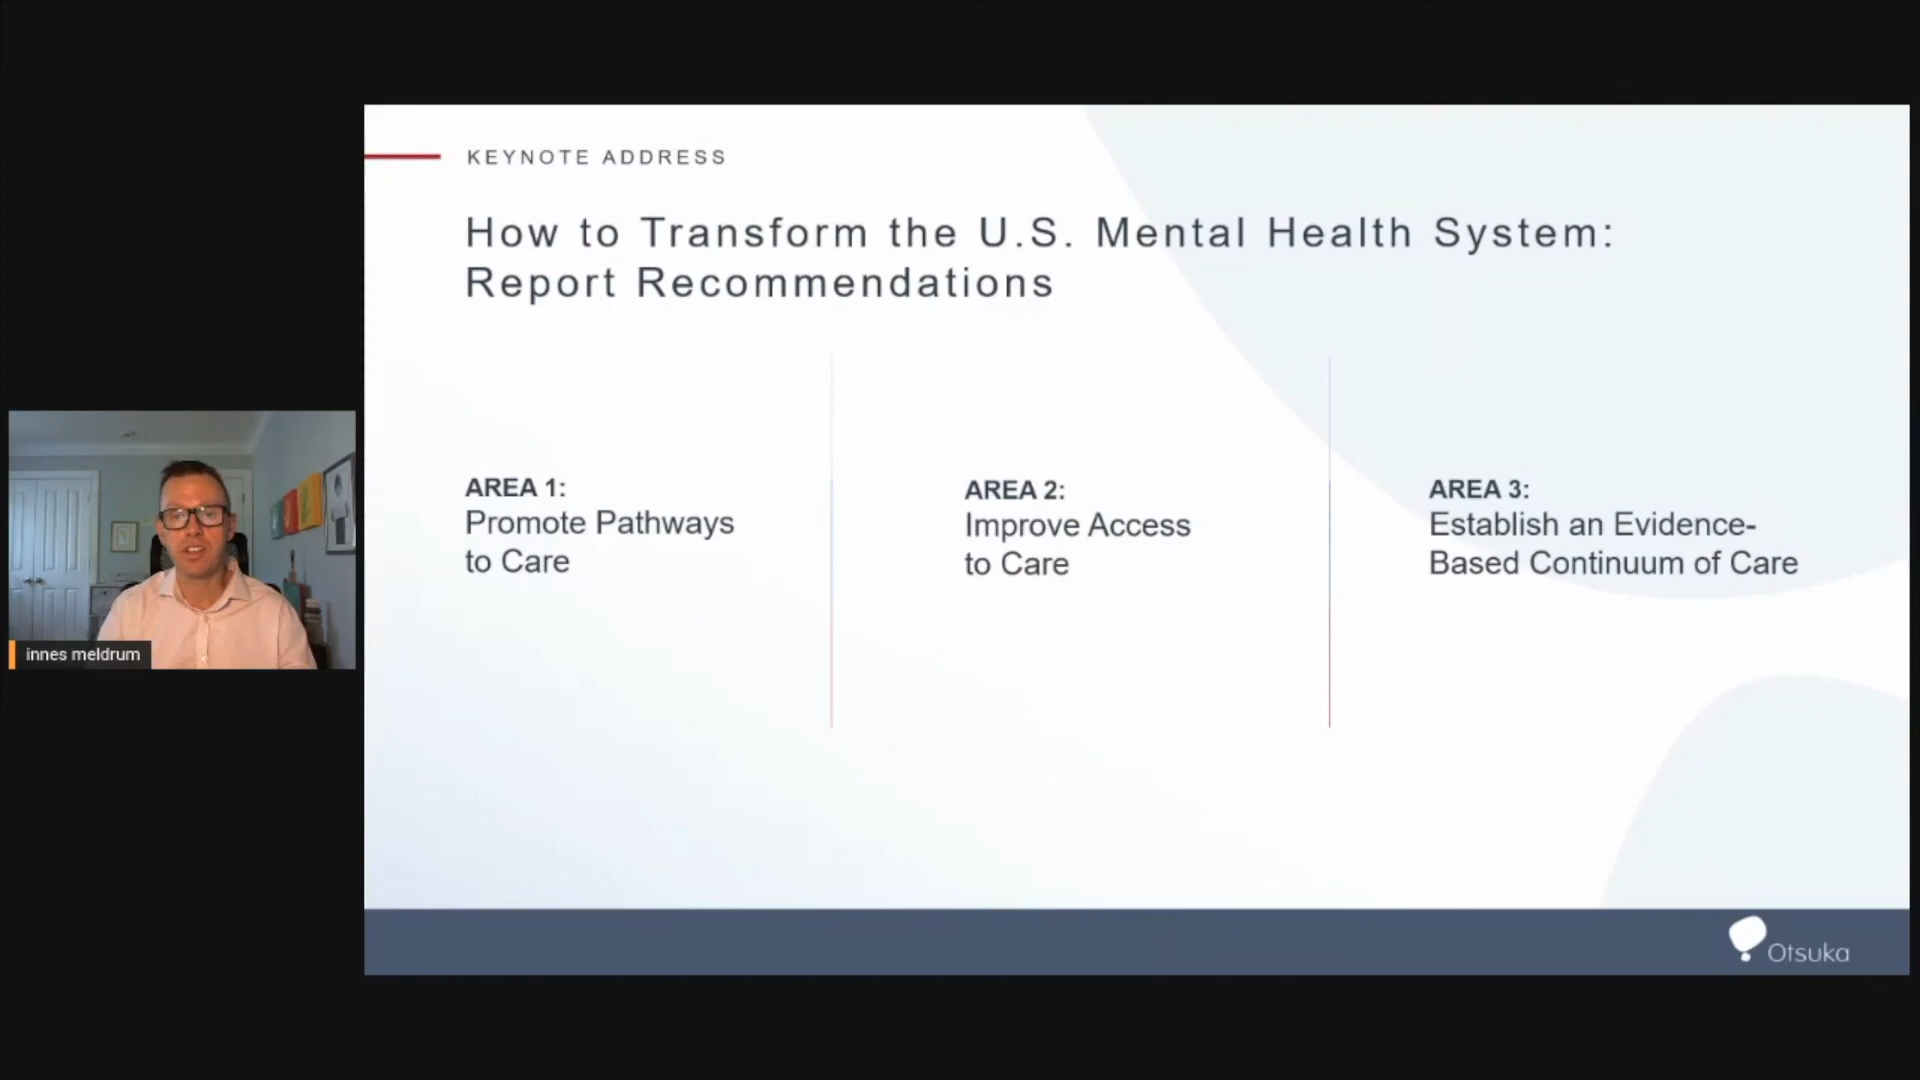 KEYNOTE ADDRESS
How to Transform the U.S. Mental Health System:
Report Recommendations
AREA 1:
Promote Pathways
to Care
AREA 2:
Improve Access
to Care
AREA 3:
Establish an Evidence-
Based Continuum of Care
innes meldrum
Otsuka